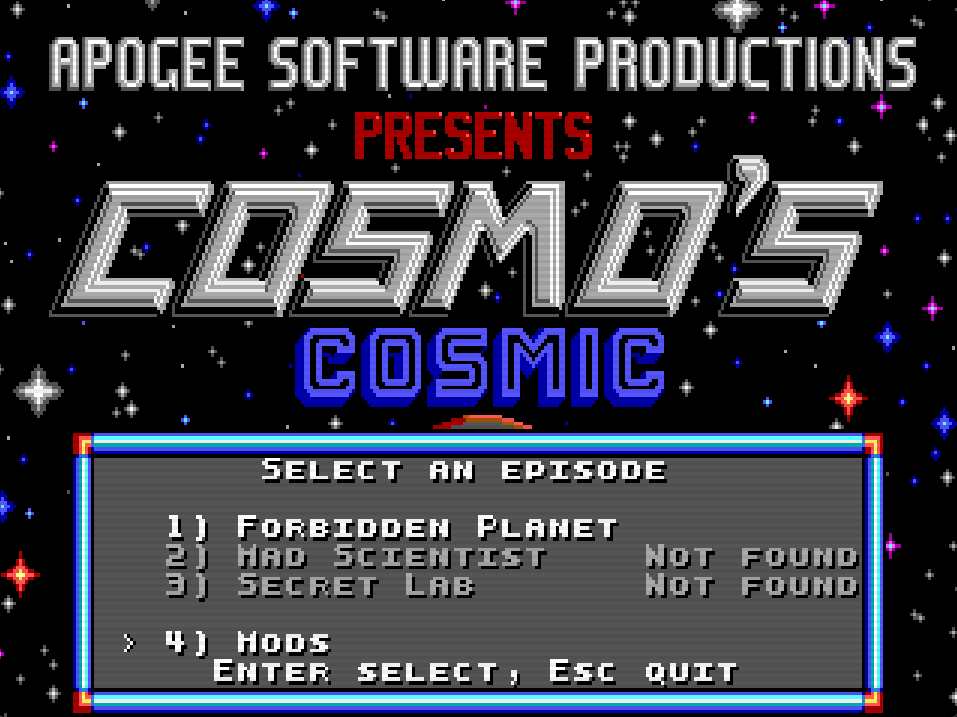 APOGEE SOFTWARE PRODUCTIONS
PRESENTS
COSMO'S
COSMIC
SELECT AN EPISODE
1) FORBIDDEN PLANET
2) MAD SCIENTIST NOT FOUND
3) SECRET LAB NOT FOUND
> 4) MODS
ENTER SELECT, ESC QUIT